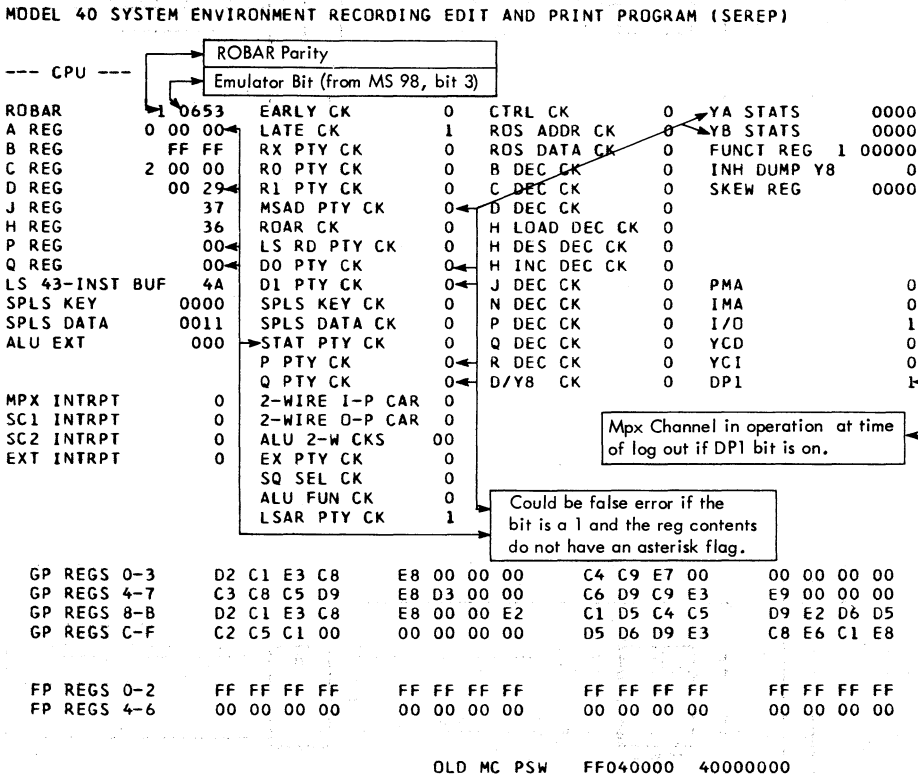 MODEL 40 SYSTEM ENVIRONMENT RECORDING EDIT AND PRINT PROGRAM (SEREP)
ROBAR Parity
--- CPU ---
Emulator Bit (from MS 98, bit 3)
ROBAR 1 0653 EARLY CK 0 CTRL CK 0 YA STATS 0000
A REG 0 00 00 LATE CK 1 ROS ADDR CK 0 YB STATS 0000
B REG FF FF RX PTY CK 0 ROS DATA CK 0 FUNCT REG 1 00000
C REG 2 00 00 R0 PTY CK 0 B DEC CK 0 INH DUMP Y8 0
D REG 00 29 R1 PTY CK 0 C DEC CK 0 SKEW REG 0000
J REG 37 MSAD PTY CK 0 D DEC CK 0
H REG 36 ROAR CK 0 H LOAD DEC CK 0
P REG 00 LS RD PTY CK 0 H DES DEC CK 0
Q REG 00 D0 PTY CK 0 H INC DEC CK 0
LS 43-INST BUF 4A D1 PTY CK 0 J DEC CK 0 PMA 0
SPLS KEY 0000 SPLS KEY CK 0 N DEC CK 0 IMA 0
SPLS DATA 0011 SPLS DATA CK 0 P DEC CK 0 I/O 1
ALU EXT 000 STAT PTY CK 0 Q DEC CK 0 YCD 0
P PTY CK 0 R DEC CK 0 YCI 0
Q PTY CK 0 D/Y8 CK 0 DP1 1
MPX INTRPT 0 2-WIRE I-P CAR 0
SC1 INTRPT 0 2-WIRE O-P CAR 0
SC2 INTRPT 0 ALU 2-W CKS 00
EXT INTRPT 0 EX PTY CK 0
SQ SEL CK 0
ALU FUN CK 0
LSAR PTY CK 1
Mpx Channel in operation at time
of log out if DP1 bit is on.
Could be false error if the
bit is a 1 and the reg contents
do not have an asterisk flag.
GP REGS 0-3 D2 C1 E3 C8 E8 00 00 00 C4 C9 E7 00 00 00 00 00
GP REGS 4-7 C3 C8 C5 D9 E8 D3 00 00 C6 D9 C9 E3 E9 00 00 00
GP REGS 8-B D2 C1 E3 C8 E8 00 00 E2 C1 D5 C4 C5 D9 E2 D6 D5
GP REGS C-F C2 C5 C1 00 00 00 00 00 D5 D6 D9 E3 C8 E6 C1 E8
FP REGS 0-2 FF FF FF FF FF FF FF FF FF FF FF FF FF FF FF FF
FP REGS 4-6 00 00 00 00 00 00 00 00 00 00 00 00 00 00 00 00
OLD MC PSW FF040000 40000000